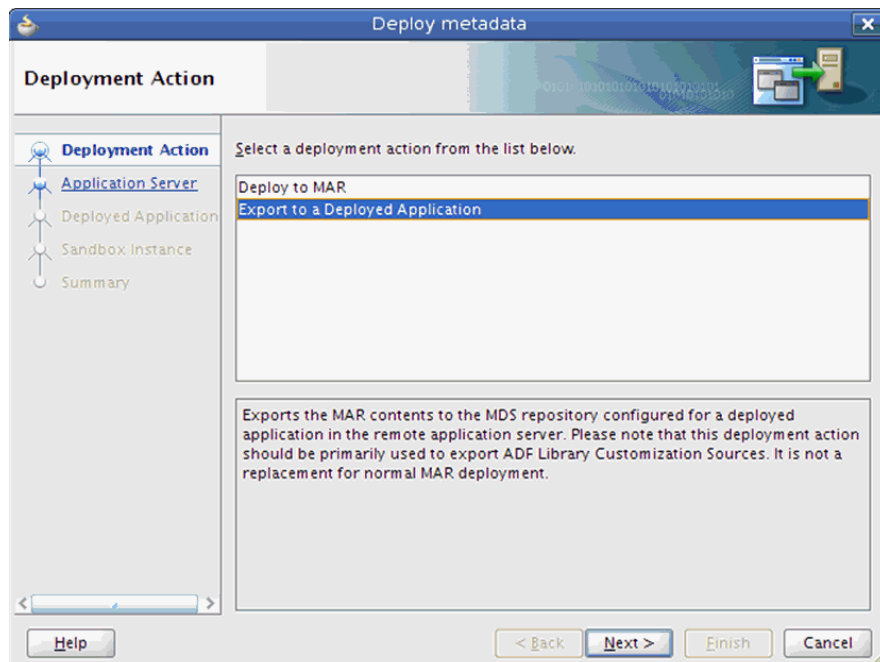 Deploy metadata
Deployment Action
Deployment Action
Application Server
Deployed Application
Sandbox Instance
Summary
Select a deployment action from the list below.
Deploy to MAR
Export to a Deployed Application
Exports the MAR contents to the MDS repository configured for a deployed
application in the remote application server. Please note that this deployment action
should be primarily used to export ADF Library Customization Sources. It is not a
replacement for normal MAR deployment.
Help
< Back
Next >
Finish
Cancel